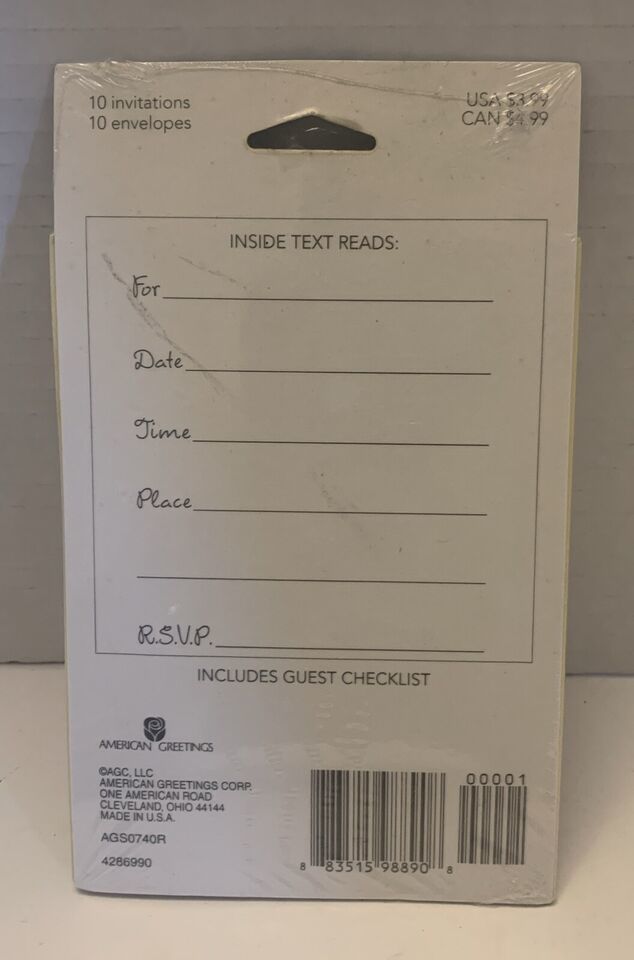 10 invitations
10 envelopes
USA $3.99
CAN $4.99
INSIDE TEXT READS:
For
Date
Time
Place
R.S.V.P.
INCLUDES GUEST CHECKLIST
AMERICAN GREETINGS
©AGC, LLC
AMERICAN GREETINGS CORP.
ONE AMERICAN ROAD
CLEVELAND, OHIO 44144
MADE IN U.S.A.
AGS0740R
4286990
00001
8 83515 98890 8